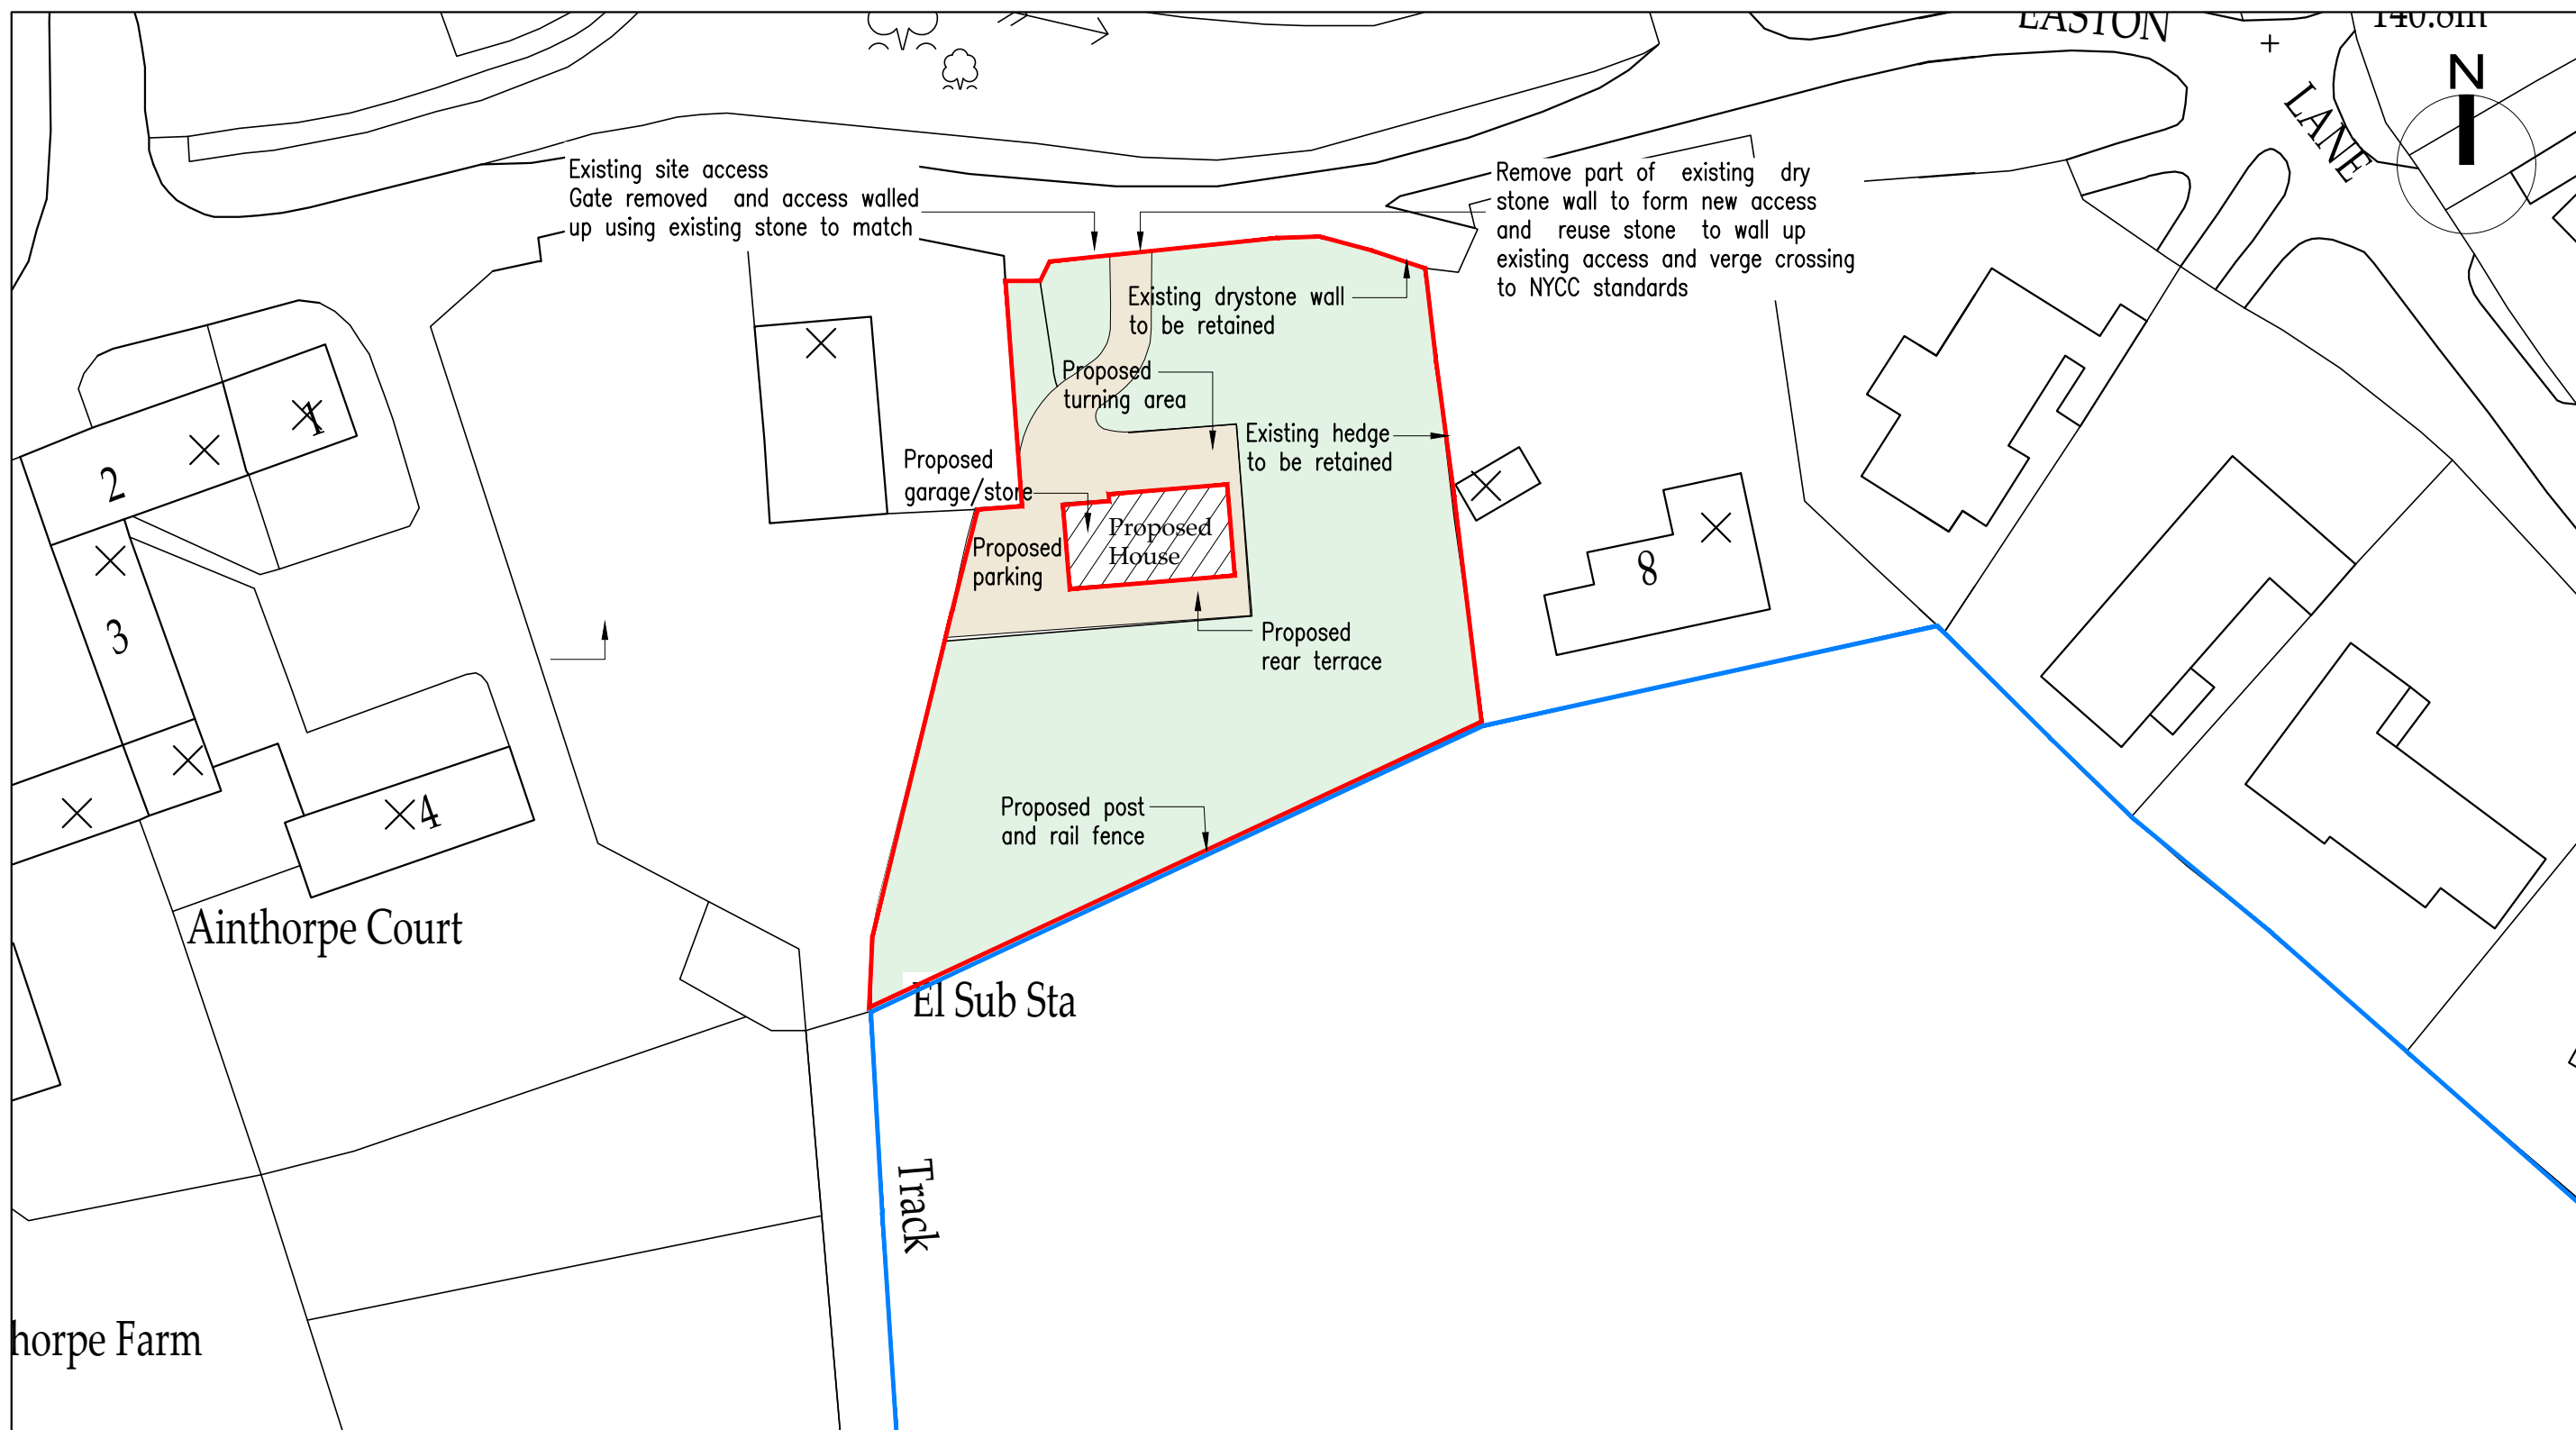 EASTON
140.8m
N
LANE
Existing site access
Gate removed and access walled
up using existing stone to match
Remove part of existing dry
stone wall to form new access
and reuse stone to wall up
existing access and verge crossing
to NYCC standards
Existing drystone wall
to be retained
Proposed
turning area
Existing hedge
to be retained
Proposed
garage/store
Proposed
House
Proposed
parking
Proposed
rear terrace
1
2
3
4
8
Proposed post
and rail fence
Ainthorpe Court
El Sub Sta
Track
horpe Farm